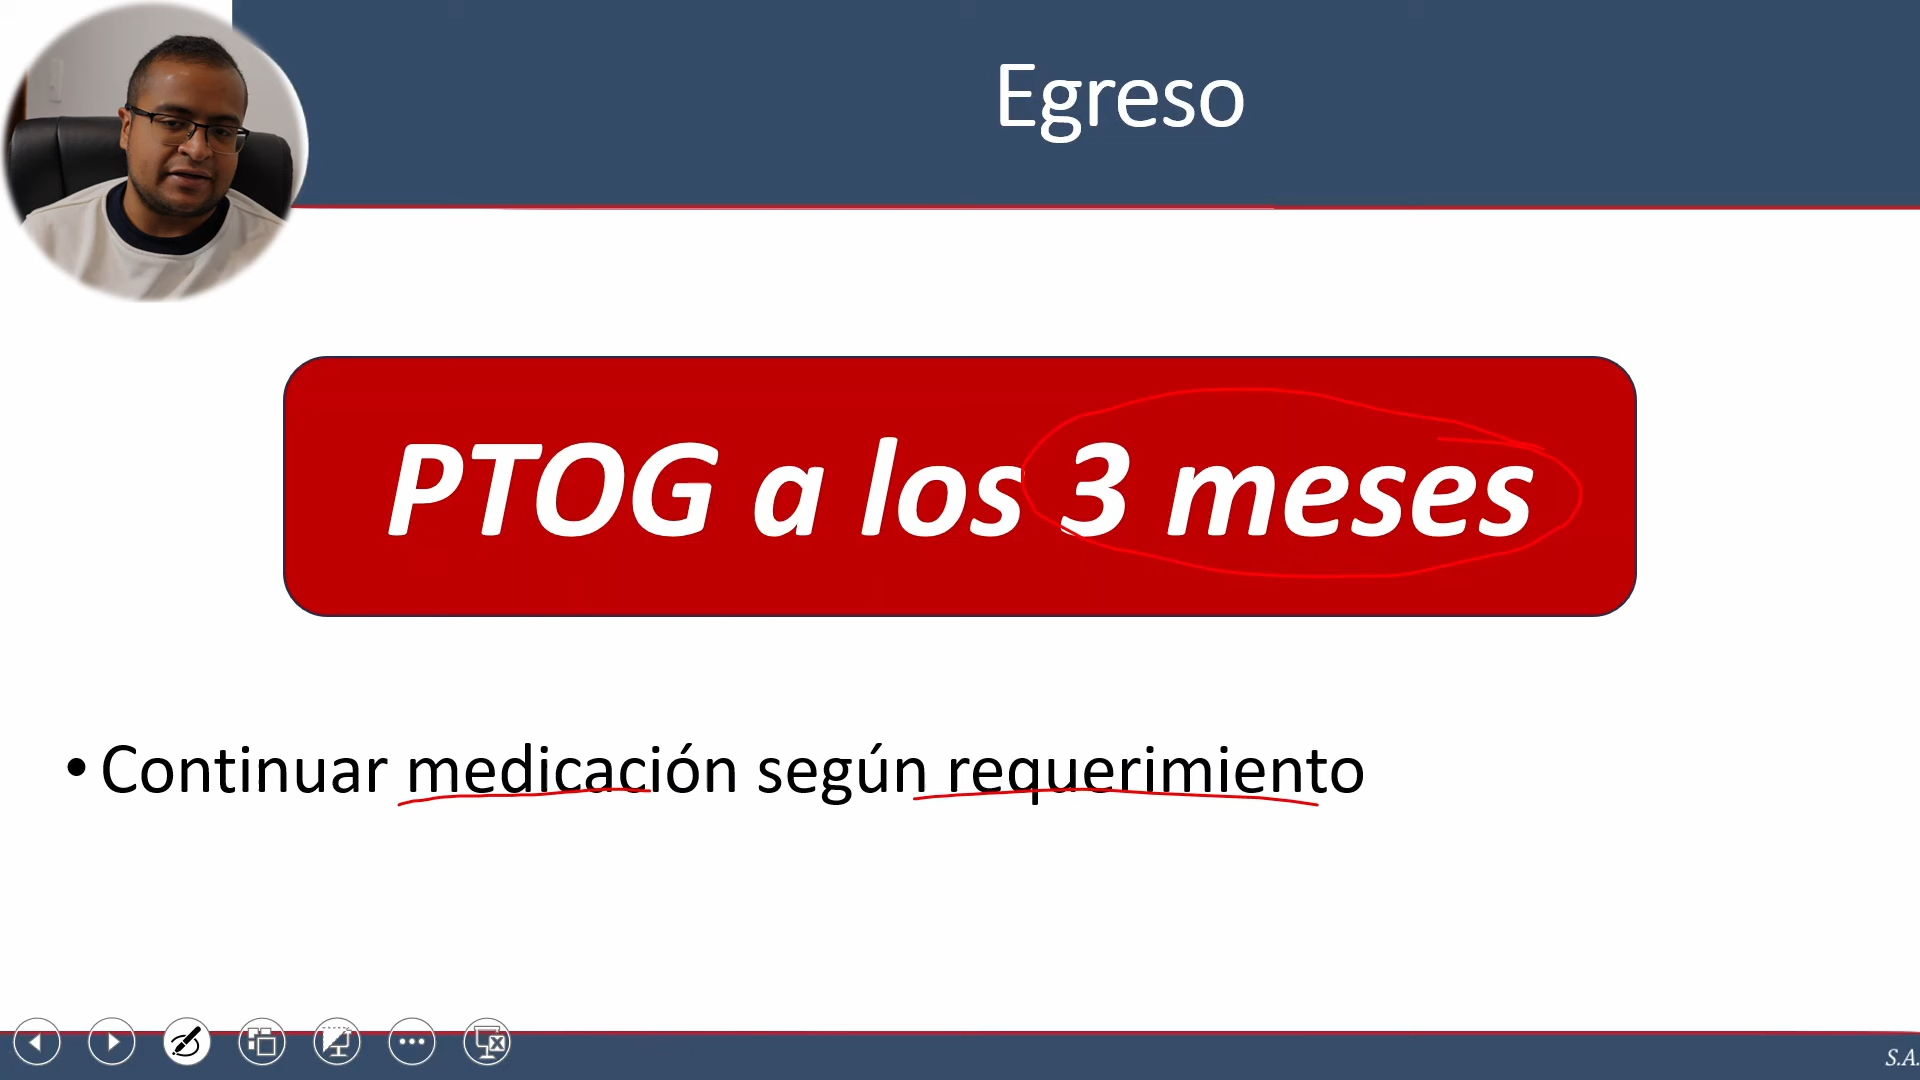 Egreso
PTOG a los 3 meses
• Continuar medicación según requerimiento
S.A.